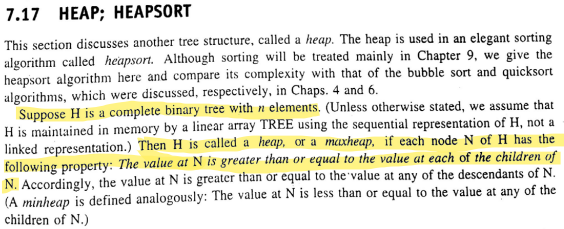 7.17 HEAP; HEAPSORT
This section discusses another tree structure, called a heap. The heap is used in an elegant sorting
algorithm called heapsort. Although sorting will be treated mainly in Chapter 9, we give the
heapsort algorithm here and compare its complexity with that of the bubble sort and quicksort
algorithms, which were discussed, respectively, in Chaps. 4 and 6.
Suppose H is a complete binary tree with n elements. (Unless otherwise stated, we assume that
H is maintained in memory by a linear array TREE using the sequential representation of H, not a
linked representation.) Then H is called a heap, or a maxheap, if each node N of H has the
following property: The value at N is greater than or equal to the value at each of the children of
N. Accordingly, the value at N is greater than or equal to the value at any of the descendants of N.
(A minheap is defined analogously: The value at N is less than or equal to the value at any of the
children of N.)